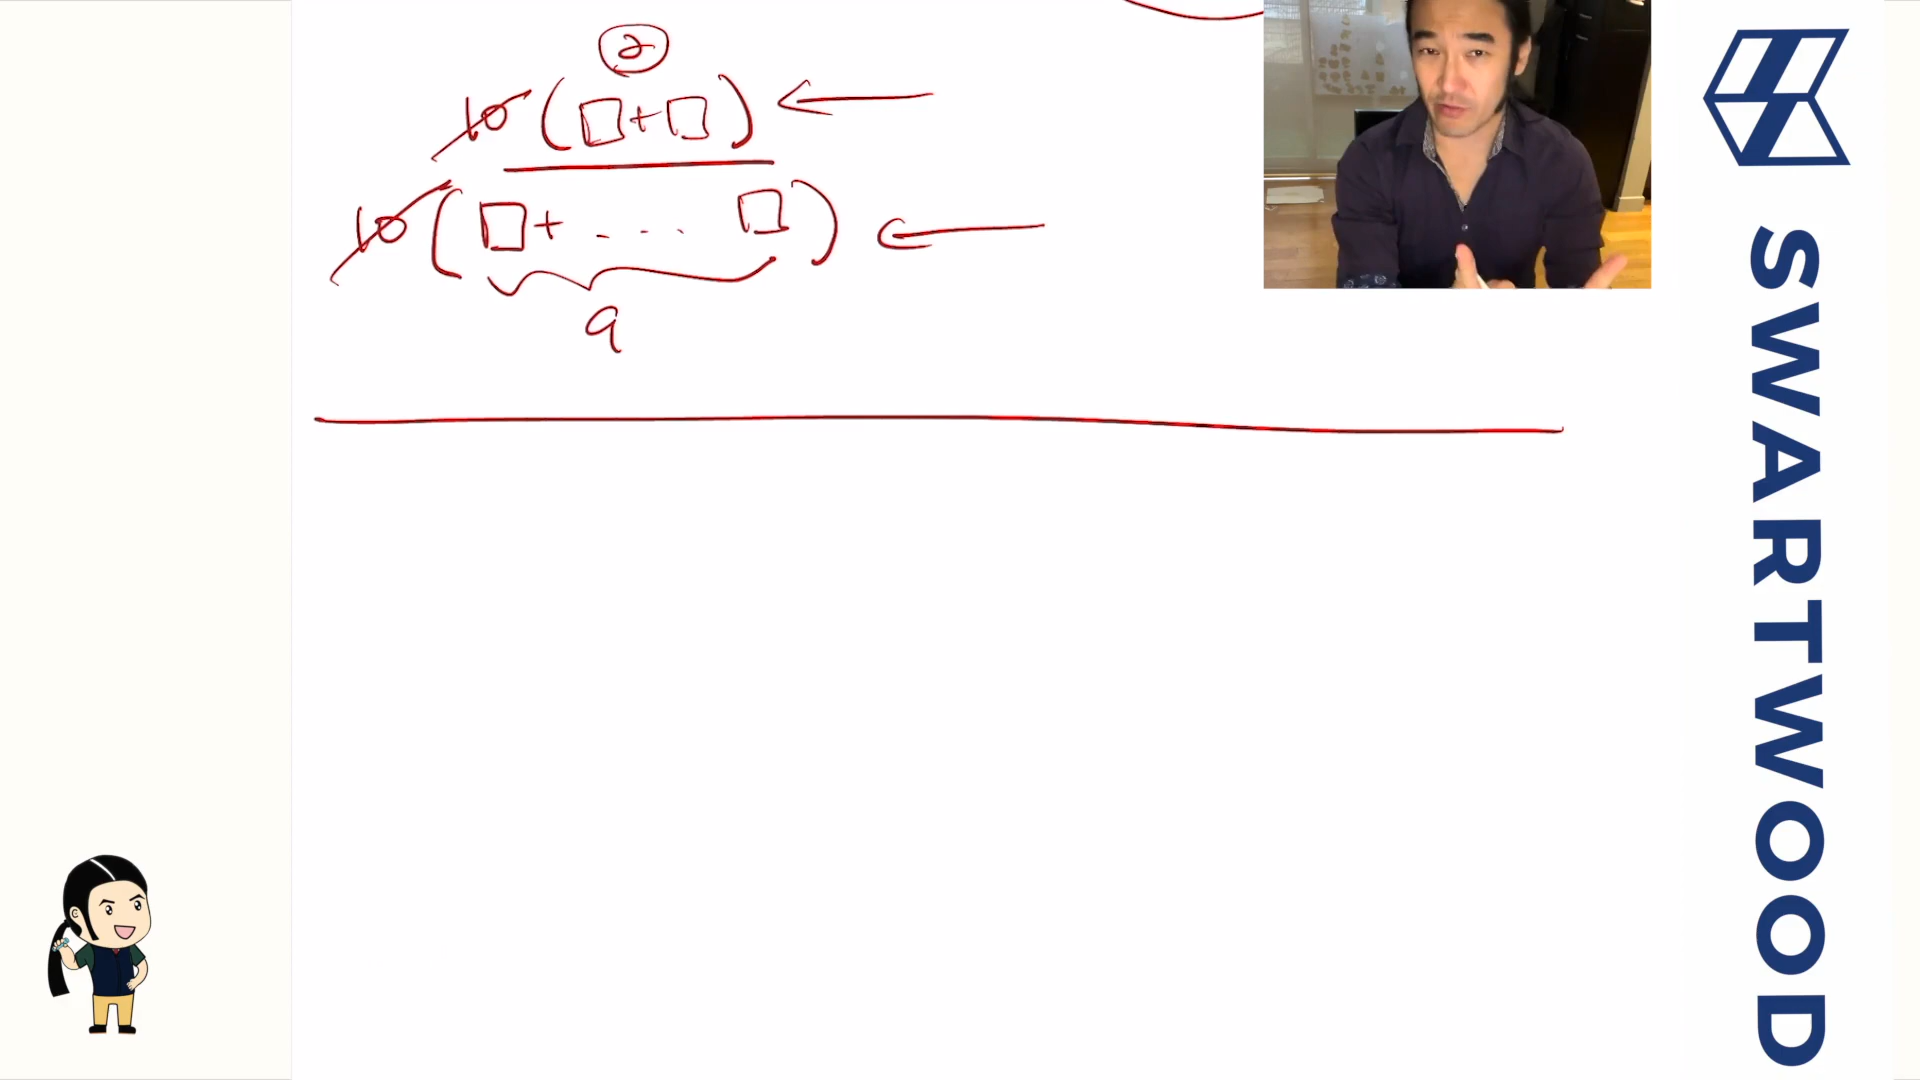 2
10 ( □ + □ )
10 ( □ + . . . . □ )
9
SWARTWOOD